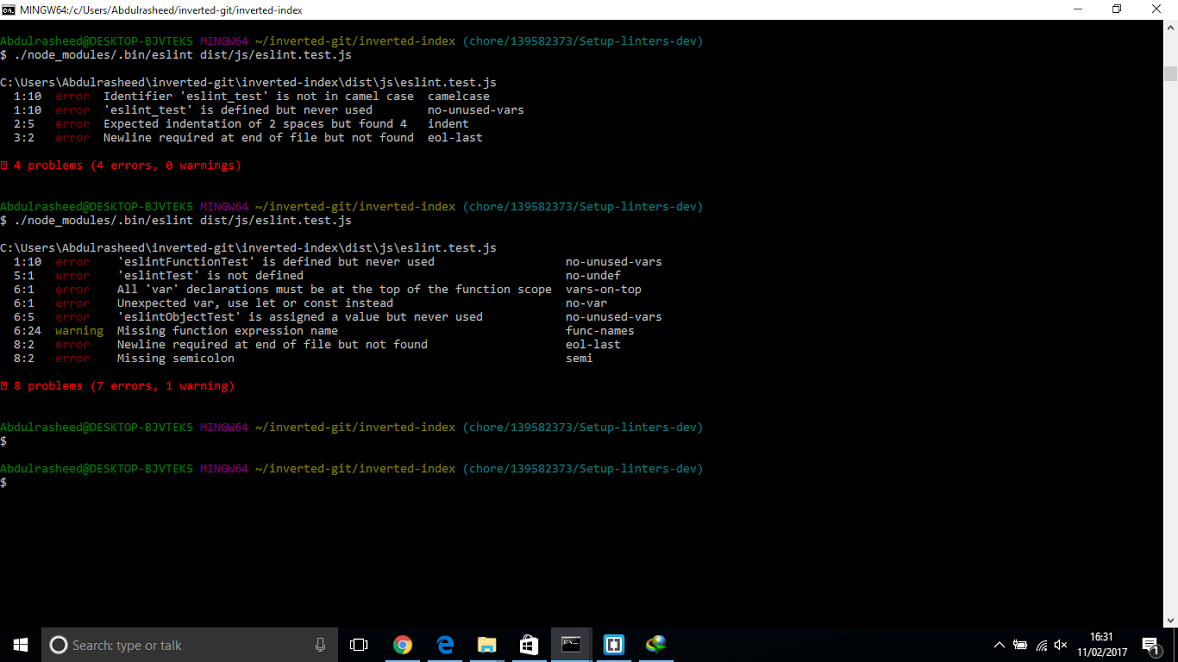 MINGW64:/c/Users/Abdulrasheed/inverted-git/inverted-index
Abdulrasheed@DESKTOP-BJVTEK5 MINGW64 ~/inverted-git/inverted-index (chore/139582373/Setup-linters-dev)
$ ./node_modules/.bin/eslint dist/js/eslint.test.js
C:\Users\Abdulrasheed\inverted-git\inverted-index\dist\js\eslint.test.js
1:10 error Identifier 'eslint_test' is not in camel case camelcase
1:10 error 'eslint_test' is defined but never used no-unused-vars
2:5 error Expected indentation of 2 spaces but found 4 indent
3:2 error Newline required at end of file but not found eol-last
4 problems (4 errors, 0 warnings)
Abdulrasheed@DESKTOP-BJVTEK5 MINGW64 ~/inverted-git/inverted-index (chore/139582373/Setup-linters-dev)
$ ./node_modules/.bin/eslint dist/js/eslint.test.js
C:\Users\Abdulrasheed\inverted-git\inverted-index\dist\js\eslint.test.js
1:10 error 'eslintFunctionTest' is defined but never used no-unused-vars
5:1 error 'eslintTest' is not defined no-undef
6:1 error All 'var' declarations must be at the top of the function scope vars-on-top
6:1 error Unexpected var, use let or const instead no-var
6:5 error 'eslintObjectTest' is assigned a value but never used no-unused-vars
6:24 warning Missing function expression name func-names
8:2 error Newline required at end of file but not found eol-last
8:2 error Missing semicolon semi
8 problems (7 errors, 1 warning)
Abdulrasheed@DESKTOP-BJVTEK5 MINGW64 ~/inverted-git/inverted-index (chore/139582373/Setup-linters-dev)
$
Abdulrasheed@DESKTOP-BJVTEK5 MINGW64 ~/inverted-git/inverted-index (chore/139582373/Setup-linters-dev)
$
Search: type or talk
16:31
11/02/2017
1